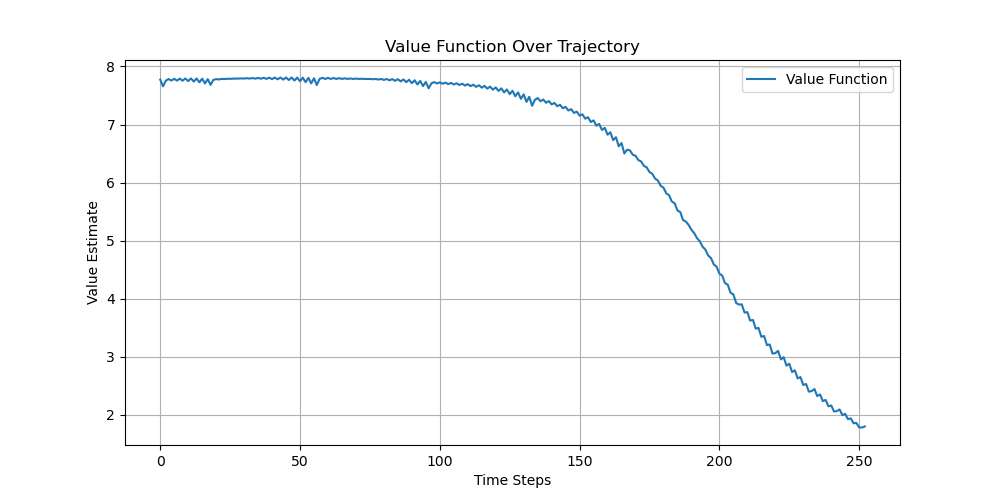 Value Function Over Trajectory
Value Function
8
7
6
5
4
3
2
Value Estimate
0 50 100 150 200 250
Time Steps